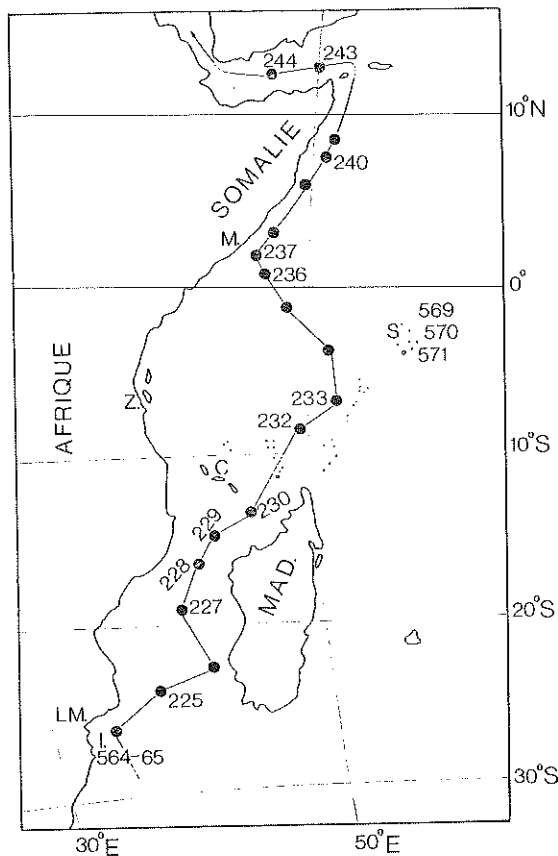 244 243
10°N
240
SOMALIE
M. 237
236
0°
569
S 570
571
AFRIQUE
Z.
233
232
10°S
C
230
229
228
MAD.
227
20°S
225
LM.
I.
564-65
30°S
30°E 50°E